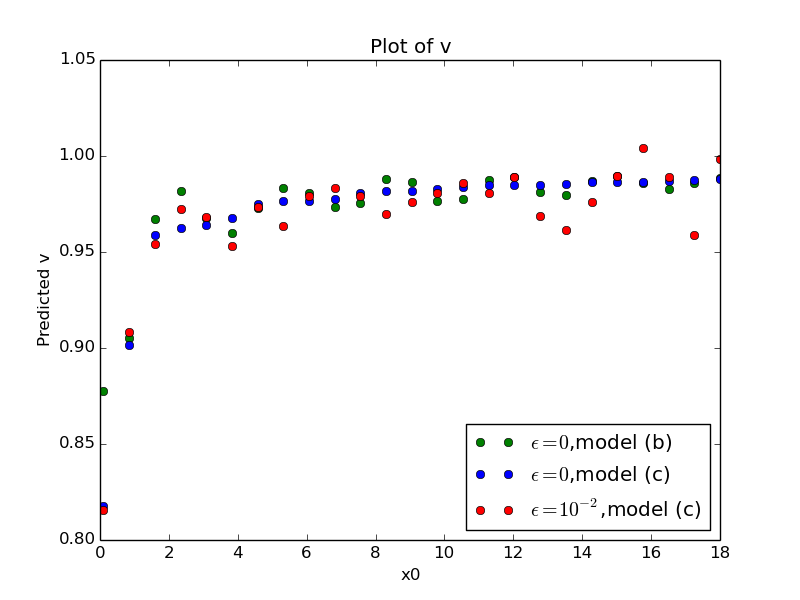 Plot of v
1.05
1.00
0.95
0.90
0.85
0.80
Predicted v
0 2 4 6 8 10 12 14 16 18
x0
ϵ=0,model (b)
ϵ=0,model (c)
ϵ=10⁻²,model (c)